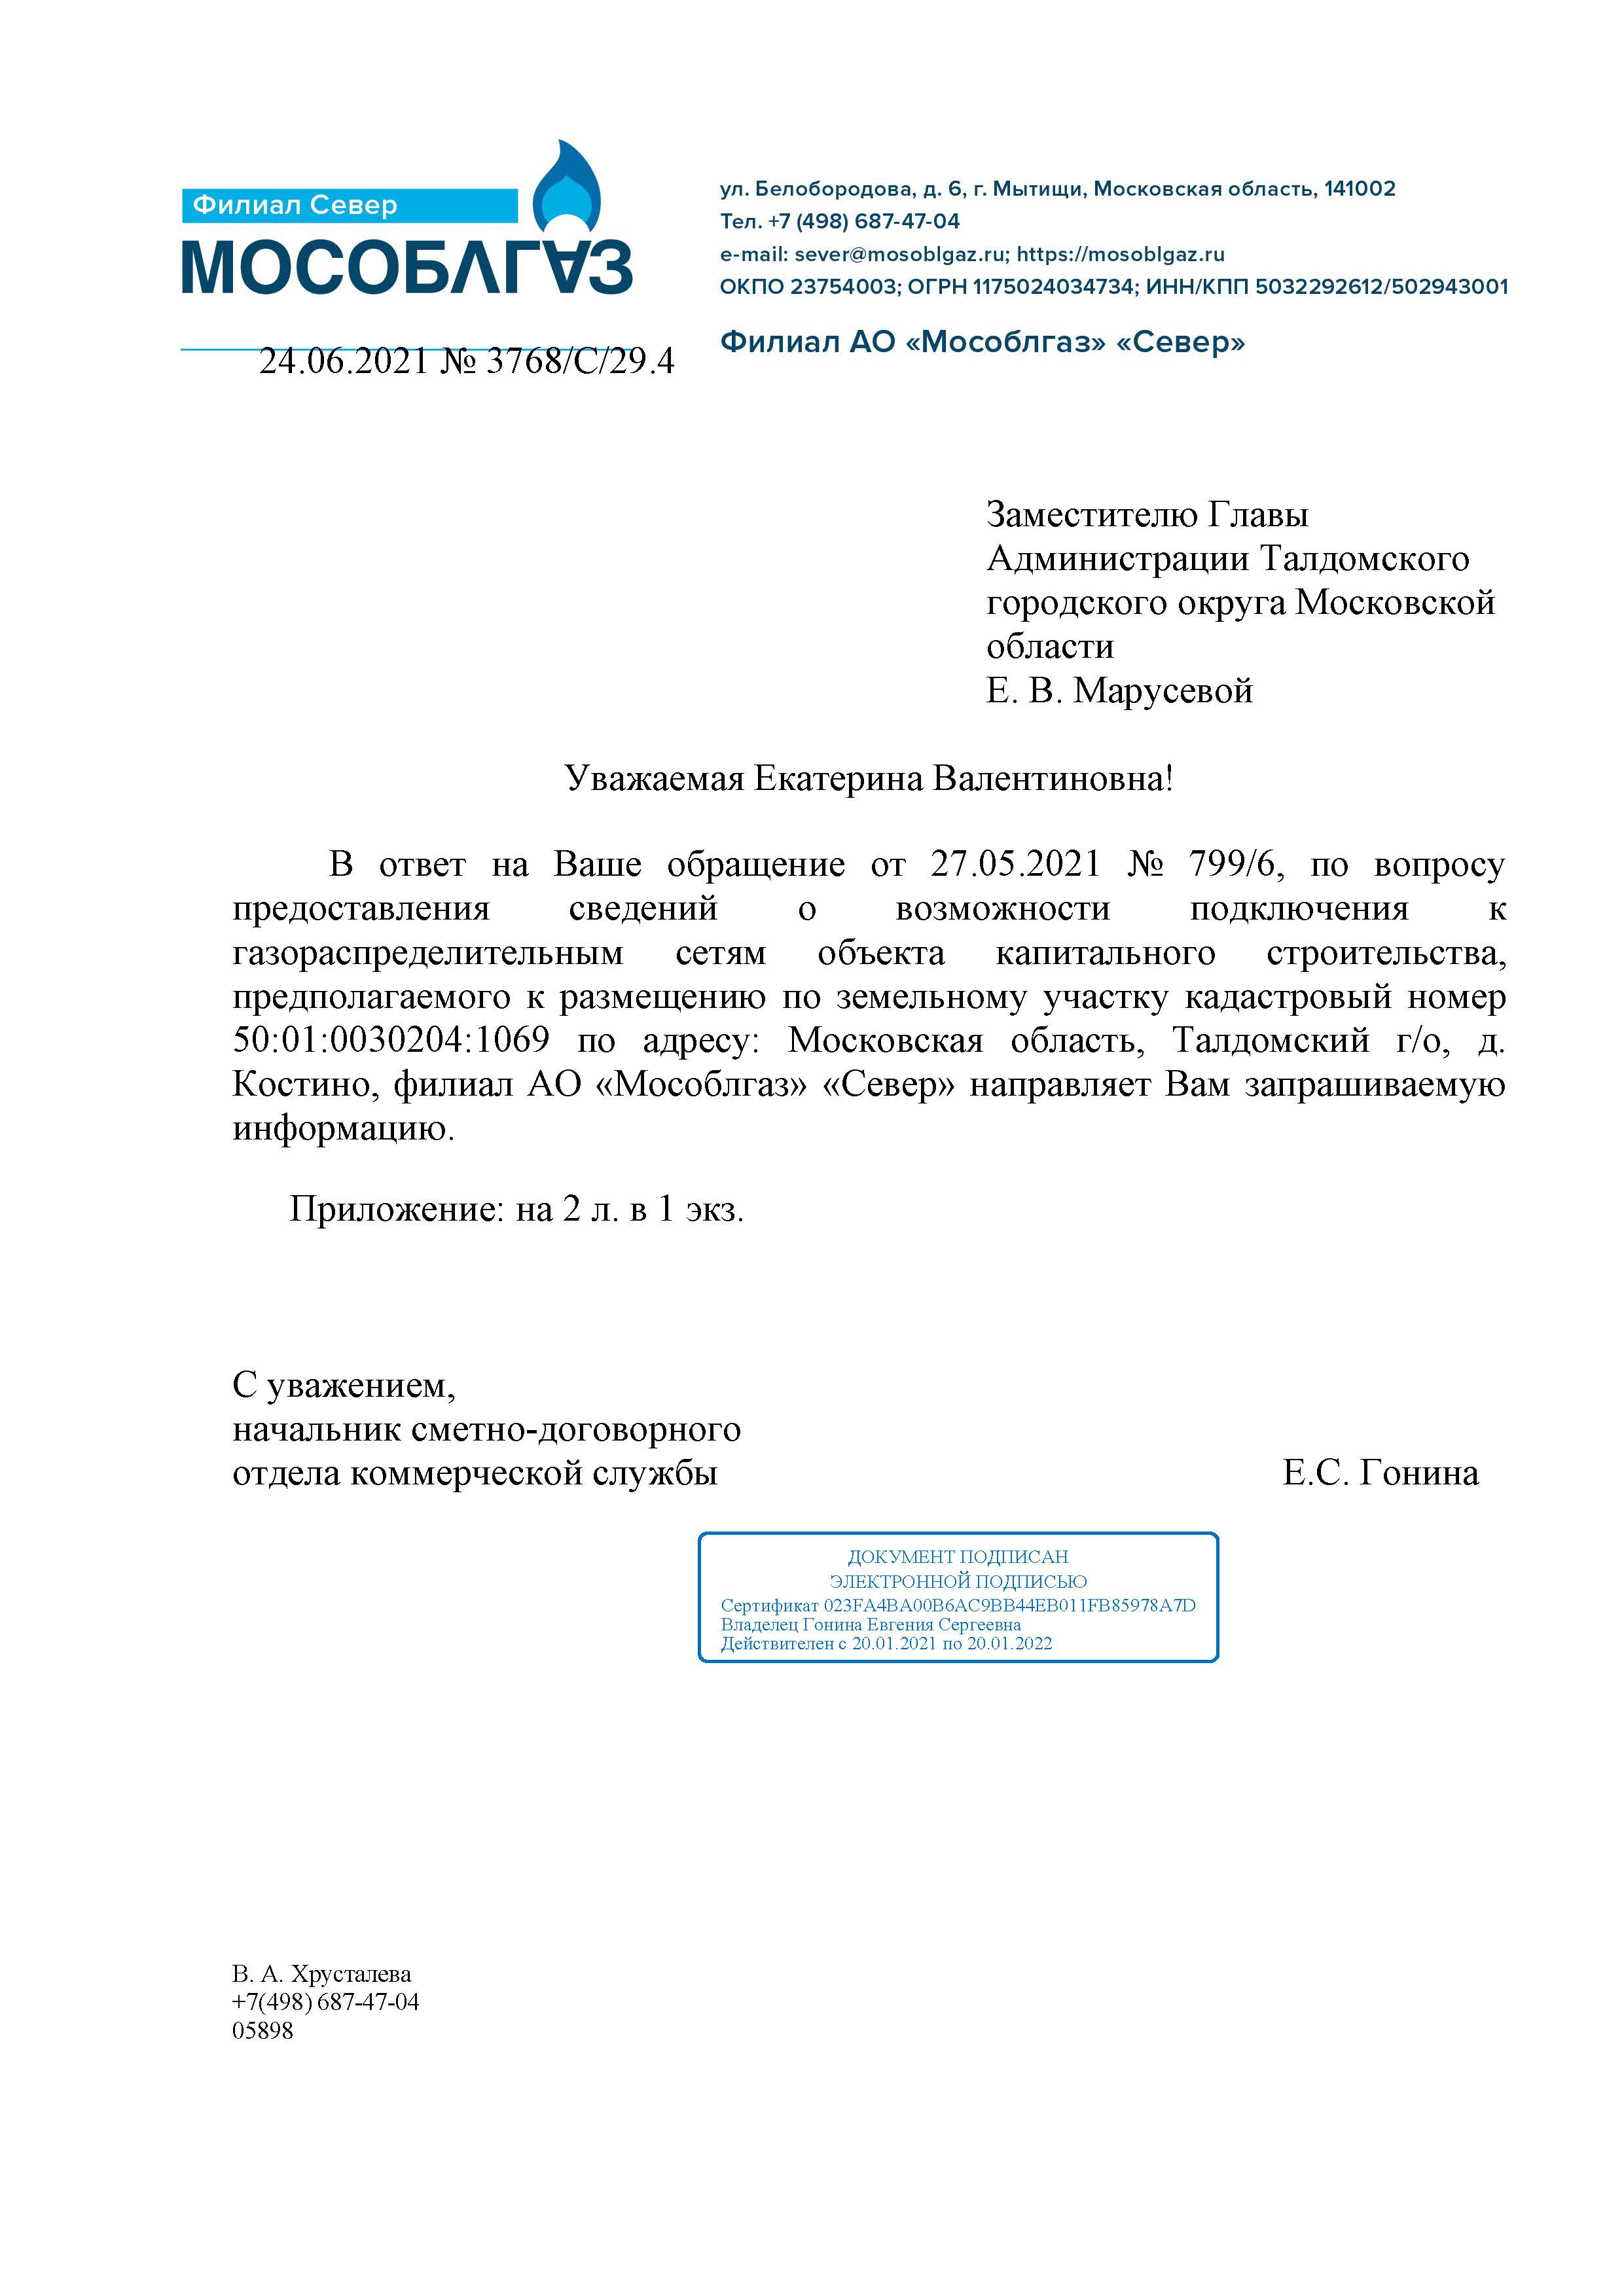 Филиал Север
МОСОБЛГАЗ
ул. Белобородова, д. 6, г. Мытищи, Московская область, 141002
Тел. +7 (498) 687-47-04
e-mail: sever@mosoblgaz.ru; https://mosoblgaz.ru
ОКПО 23754003; ОГРН 1175024034734; ИНН/КПП 5032292612/502943001
Филиал АО «Мособлгаз» «Север»
24.06.2021 № 3768/С/29.4
Заместителю Главы
Администрации Талдомского
городского округа Московской
области
Е. В. Марусевой
Уважаемая Екатерина Валентиновна!
В ответ на Ваше обращение от 27.05.2021 № 799/6, по вопросу
предоставления сведений о возможности подключения к
газораспределительным сетям объекта капитального строительства,
предполагаемого к размещению по земельному участку кадастровый номер
50:01:0030204:1069 по адресу: Московская область, Талдомский г/о, д.
Костино, филиал АО «Мособлгаз» «Север» направляет Вам запрашиваемую
информацию.
Приложение: на 2 л. в 1 экз.
С уважением,
начальник сметно-договорного
отдела коммерческой службы
Е.С. Гонина
ДОКУМЕНТ ПОДПИСАН
ЭЛЕКТРОННОЙ ПОДПИСЬЮ
Сертификат 023FA4BA00B6AC9BB44EB011FB85978A7D
Владелец Гонина Евгения Сергеевна
Действителен с 20.01.2021 по 20.01.2022
В. А. Хрусталева
+7(498) 687-47-04
05898